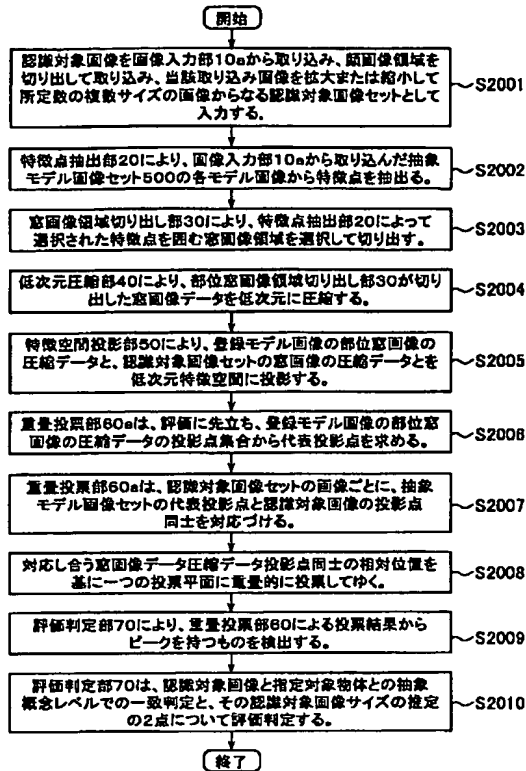 開始
認識対象画像を画像入力部10aから取り込み、顔画像領域を
切り出して取り込み、当該取り込み画像を拡大または縮小して
所定数の複数サイズの画像からなる認識対象画像セットとして
入力する。
S2001
特徴点抽出部20により、画像入力部10aから取り込んだ抽象
モデル画像セット500の各モデル画像から特徴点を抽出る。
S2002
窓画像領域切り出し部30により、特徴点抽出部20によって
選択された特徴点を囲む窓画像領域を選択して切り出す。
S2003
低次元圧縮部40により、部位窓画像領域切り出し部30が切り
出した窓画像データを低次元に圧縮する。
S2004
特徴空間投影部50により、登録モデル画像の部位窓画像の
圧縮データと、認識対象画像セットの窓画像の圧縮データとを
低次元特徴空間に投影する。
S2005
重畳投票部60aは、評価に先立ち、登録モデル画像の部位窓
画像の圧縮データの投影点集合から代表投影点を求める。
S2006
重畳投票部60aは、認識対象画像セットの画像ごとに、抽象
モデル画像セットの代表投影点と認識対象画像の投影点
同士を対応づける。
S2007
対応し合う窓画像データ圧縮データ投影点同士の相対位置を
基に一つの投票平面に重畳的に投票してゆく。
S2008
評価判定部70により、重畳投票部60による投票結果から
ピークを持つものを検出する。
S2009
評価判定部70は、認識対象画像と指定対象物体との抽象
概念レベルでの一致判定と、その認識対象画像サイズの推定
の2点について評価判定する。
S2010
終了